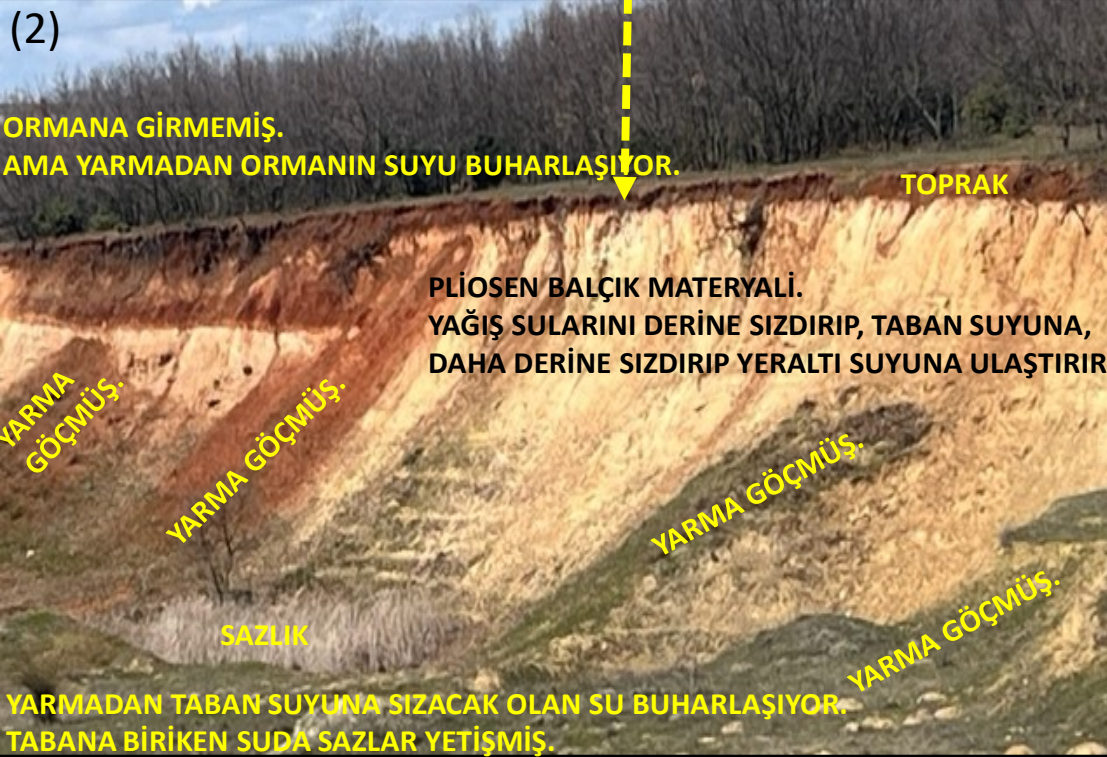 (2)
ORMANA GİRMEMİŞ.
AMA YARMADAN ORMANIN SUYU BUHARLAŞIYOR.
TOPRAK
PLİOSEN BALÇIK MATERYALİ.
YAĞIŞ SULARINI DERİNE SIZDIRIP, TABAN SUYUNA,
DAHA DERİNE SIZDIRIP YERALTI SUYUNA ULAŞTIRIR
YARMA
GÖÇMÜŞ.
YARMA GÖÇMÜŞ.
YARMA GÖÇMÜŞ.
YARMA GÖÇMÜŞ.
SAZLIK
YARMADAN TABAN SUYUNA SIZACAK OLAN SU BUHARLAŞIYOR.
TABANA BİRİKEN SUDA SAZLAR YETİŞMİŞ.